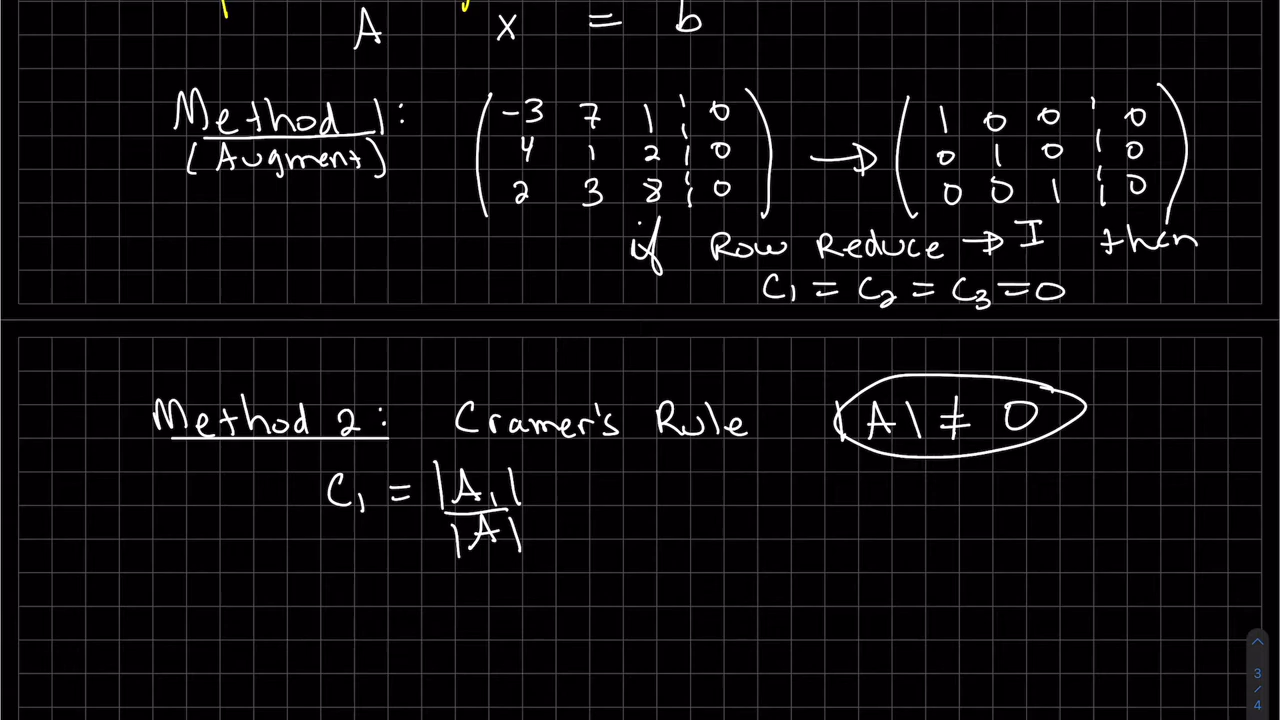 A x = b
Method 1:
(Augment)
( -3 7 1 ¦ 0 ) → ( 1 0 0 ¦ 0 )
( 4 1 2 ¦ 0 ) ( 0 1 0 ¦ 0 )
( 2 3 8 ¦ 0 ) ( 0 0 1 ¦ 0 )
if Row Reduce → I then
C₁ = C₂ = C₃ = 0
Method 2: Cramer's Rule |A| ≠ 0
C₁ = |A₁| / |A|
3
/
4